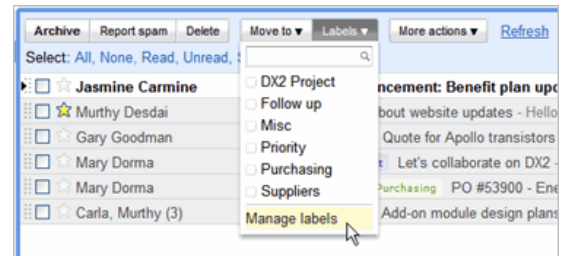 Archive Report spam Delete Move to ▼ Labels ▼ More actions ▼ Refresh
Select: All, None, Read, Unread,
DX2 Project
Follow up
Misc
Priority
Purchasing
Suppliers
Manage labels
Jasmine Carmine ncement: Benefit plan upd
Murthy Desdai bout website updates - Hello
Gary Goodman Quote for Apollo transistors
Mary Dorma t Let's collaborate on DX2 -
Mary Dorma Purchasing PO #53900 - Ene
Carla, Murthy (3) Add-on module design plans